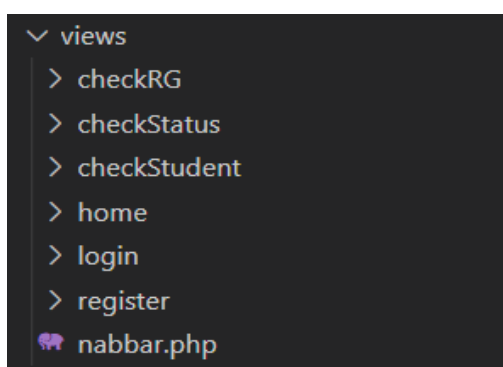 views
checkRG
checkStatus
checkStudent
home
login
register
nabbar.php